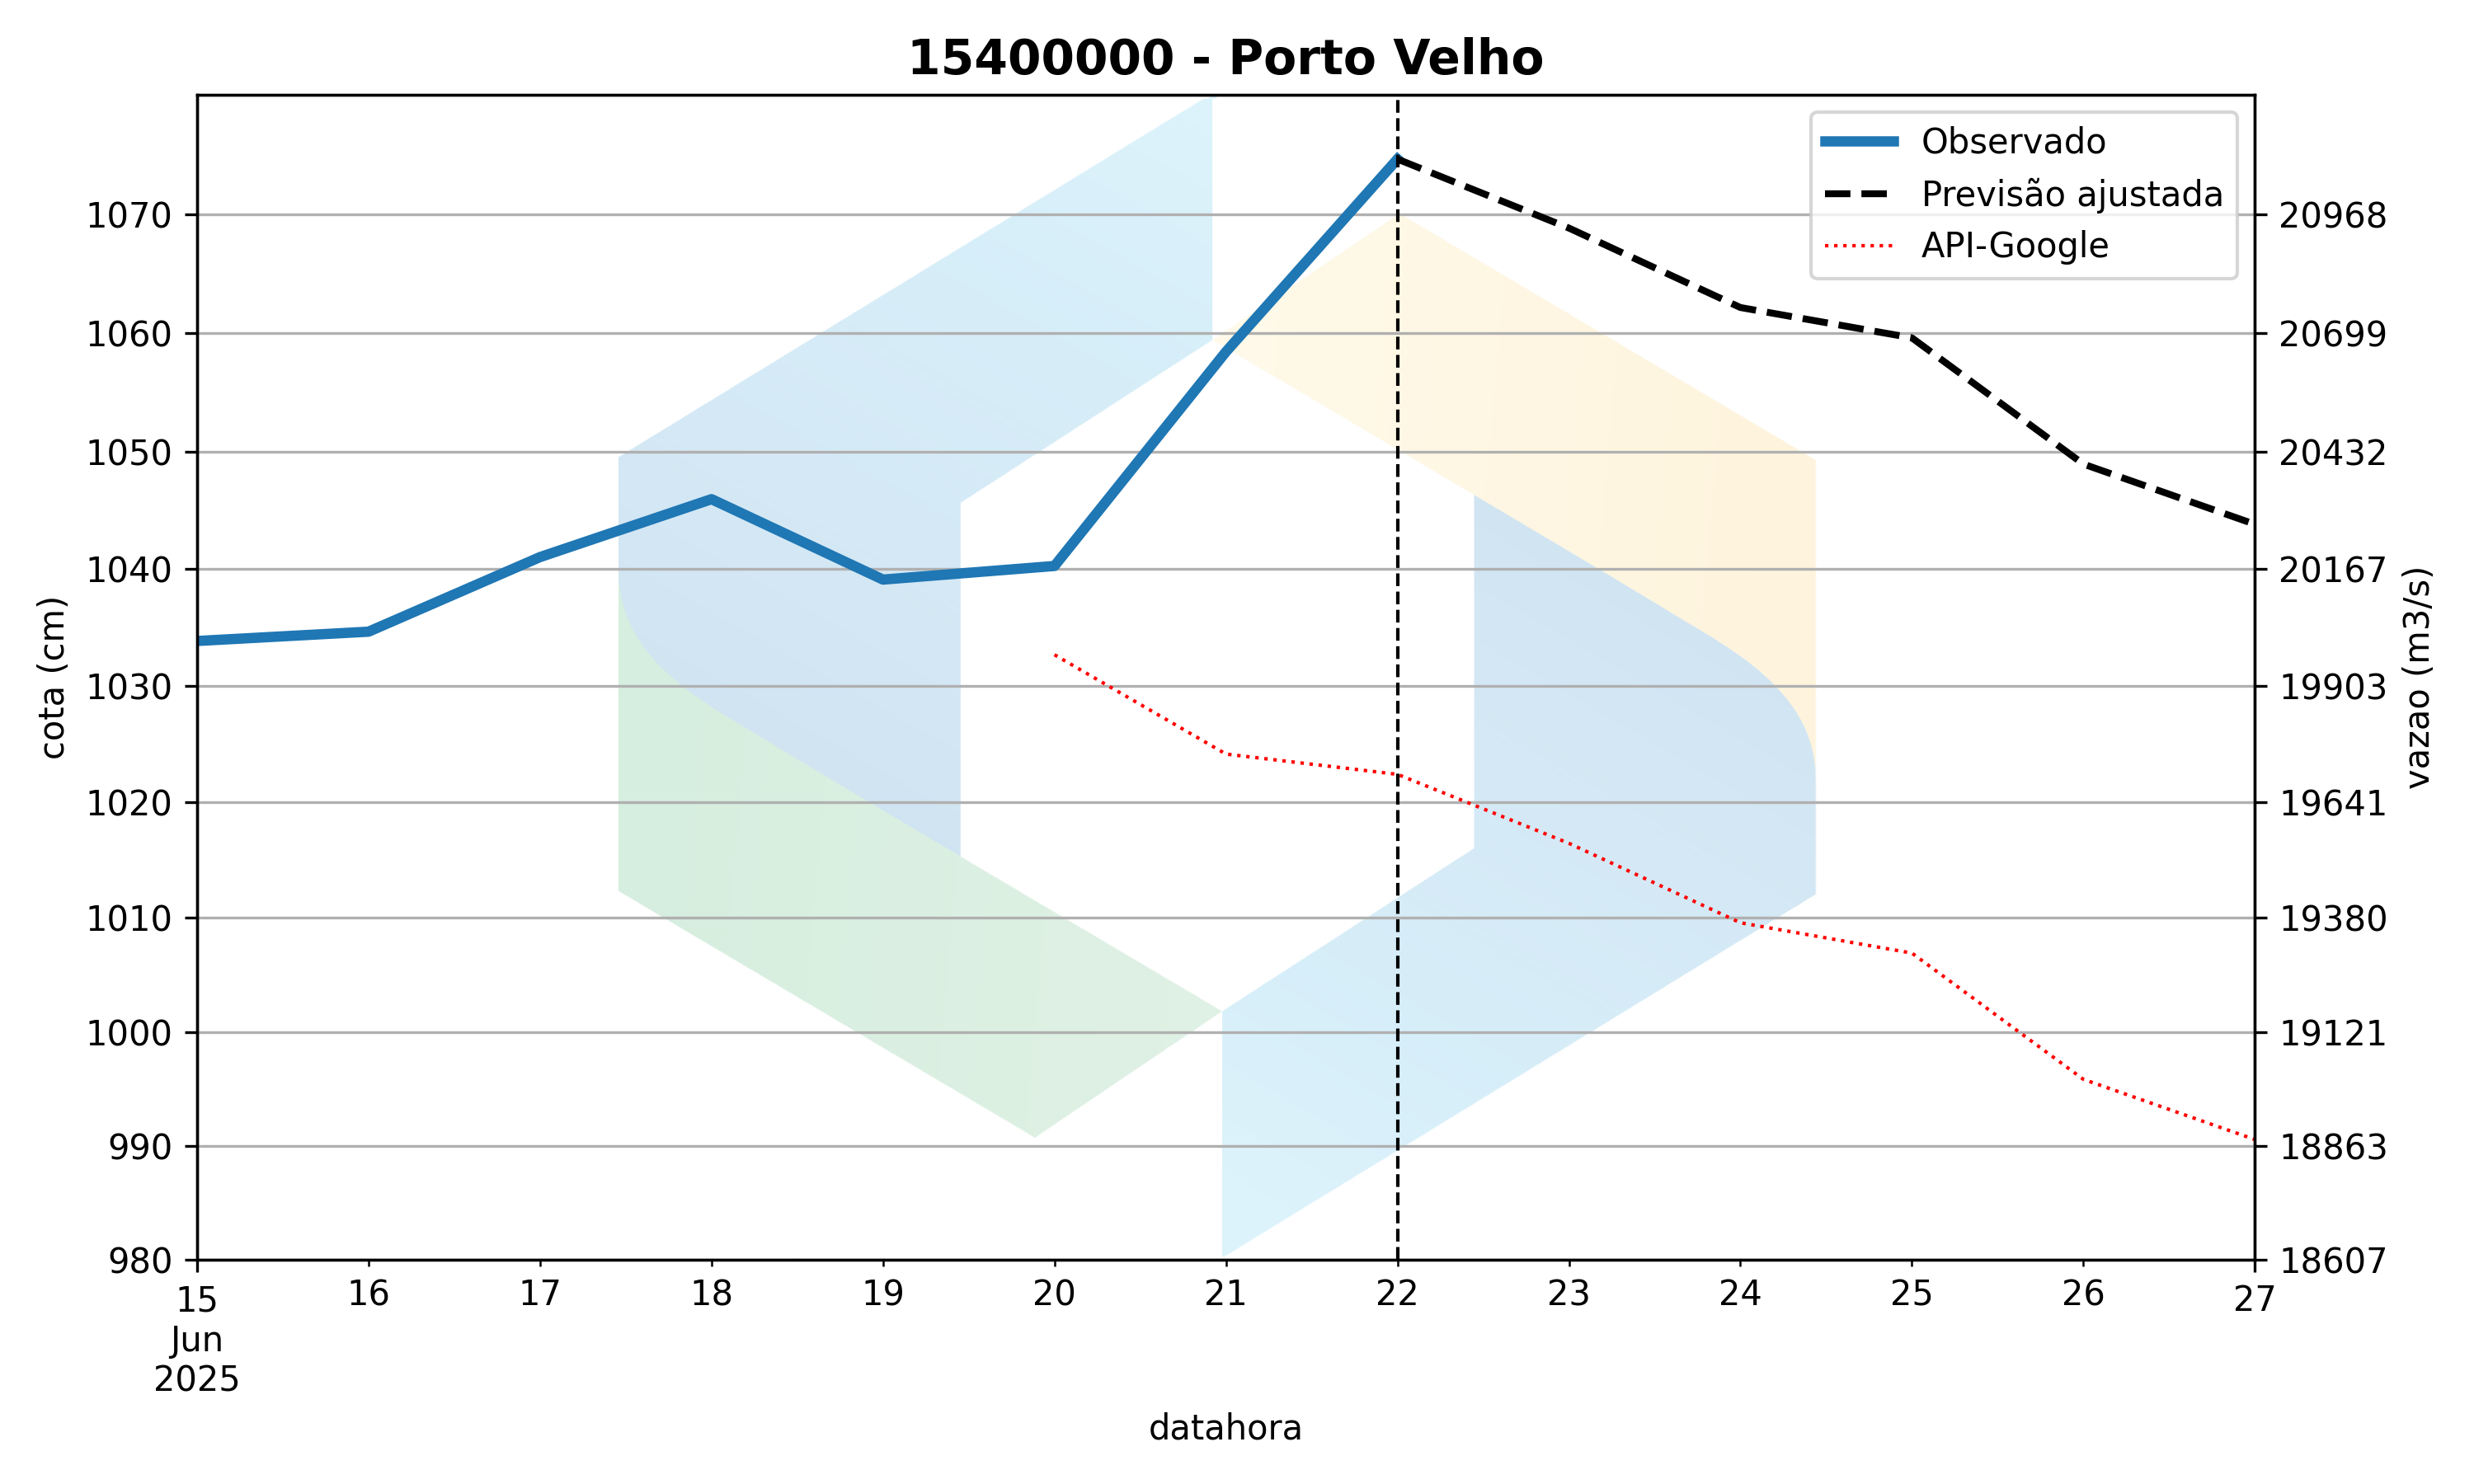 15400000 - Porto Velho
Observado
Previsão ajustada
API-Google
1070
1060
1050
1040
1030
1020
1010
1000
990
980
cota (cm)
20968
20699
20432
20167
19903
19641
19380
19121
18863
18607
vazao (m3/s)
15 16 17 18 19 20 21 22 23 24 25 26 27
Jun
2025
datahora